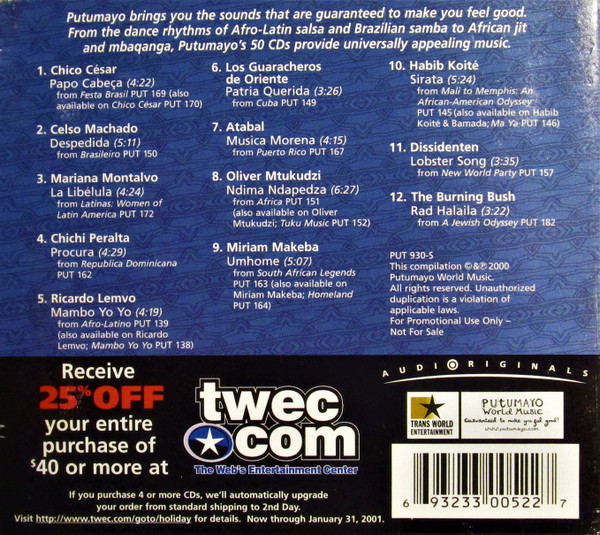 Putumayo brings you the sounds that are guaranteed to make you feel good.
From the dance rhythms of Afro-Latin salsa and Brazilian samba to African jit
and mbaqanga, Putumayo's 50 CDs provide universally appealing music.
1. Chico César
Papo Cabeça (4:22)
from Festa Brasil PUT 169 (also
available on Chico César PUT 170)
2. Celso Machado
Despedida (5:11)
from Brasileiro PUT 150
3. Mariana Montalvo
La Libélula (4:24)
from Latinas: Women of
Latin America PUT 172
4. Chichi Peralta
Procura (4:29)
from Republica Dominicana
PUT 162
5. Ricardo Lemvo
Mambo Yo Yo (4:19)
from Afro-Latino PUT 139
(also available on Ricardo
Lemvo; Mambo Yo Yo PUT 138)
6. Los Guaracheros
de Oriente
Patria Querida (3:26)
from Cuba PUT 149
7. Atabal
Musica Morena (4:15)
from Puerto Rico PUT 167
8. Oliver Mtukudzi
Ndima Ndapedza (6:27)
from Africa PUT 151
(also available on Oliver
Mtukudzi; Tuku Music PUT 152)
9. Miriam Makeba
Umhome (5:07)
from South African Legends
PUT 163 (also available on
Miriam Makeba; Homeland
PUT 164)
10. Habib Koité
Sirata (5:24)
from Mali to Memphis: An
African-American Odyssey
PUT 145 (also available on Habib
Koité & Bamada; Ma Ya PUT 146)
11. Dissidenten
Lobster Song (3:35)
from New World Party PUT 157
12. The Burning Bush
Rad Halaila (3:22)
from A Jewish Odyssey PUT 182
PUT 930-S
This compilation ©&℗ 2000
Putumayo World Music.
All rights reserved. Unauthorized
duplication is a violation of
applicable laws.
For Promotional Use Only –
Not For Sale
Receive
25% OFF
your entire
purchase of
$40 or more at
twec
.com
The Web's Entertainment Center
AUDIORIGINALS
TRANS WORLD
ENTERTAINMENT
PUTUMAYO
World Music
Guaranteed to make you feel good!
www.putumayo.com
6 93233 00522 7
If you purchase 4 or more CDs, we'll automatically upgrade
your order from standard shipping to 2nd Day.
Visit http://www.twec.com/goto/holiday for details. Now through January 31, 2001.